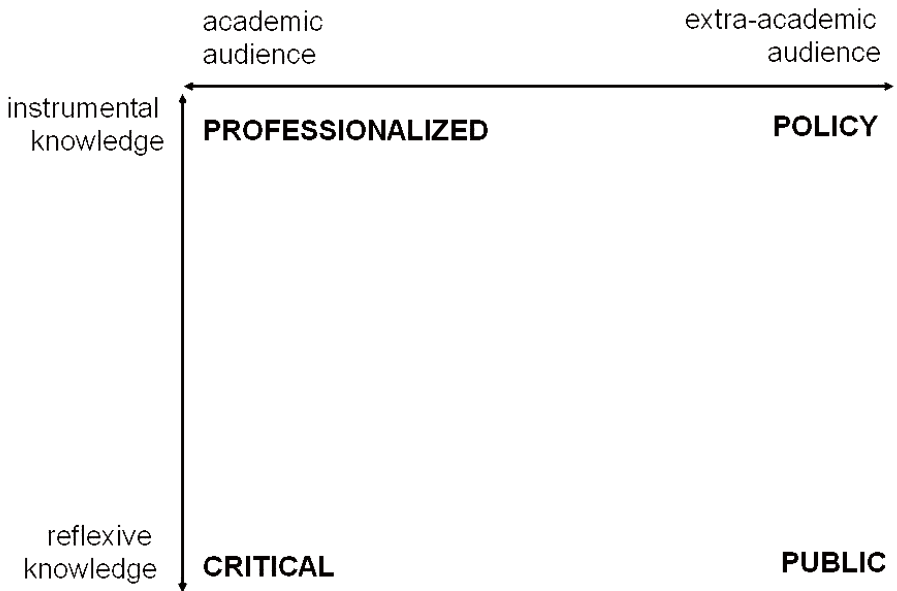 academic
audience
extra-academic
audience
instrumental
knowledge
PROFESSIONALIZED
POLICY
reflexive
knowledge
CRITICAL
PUBLIC